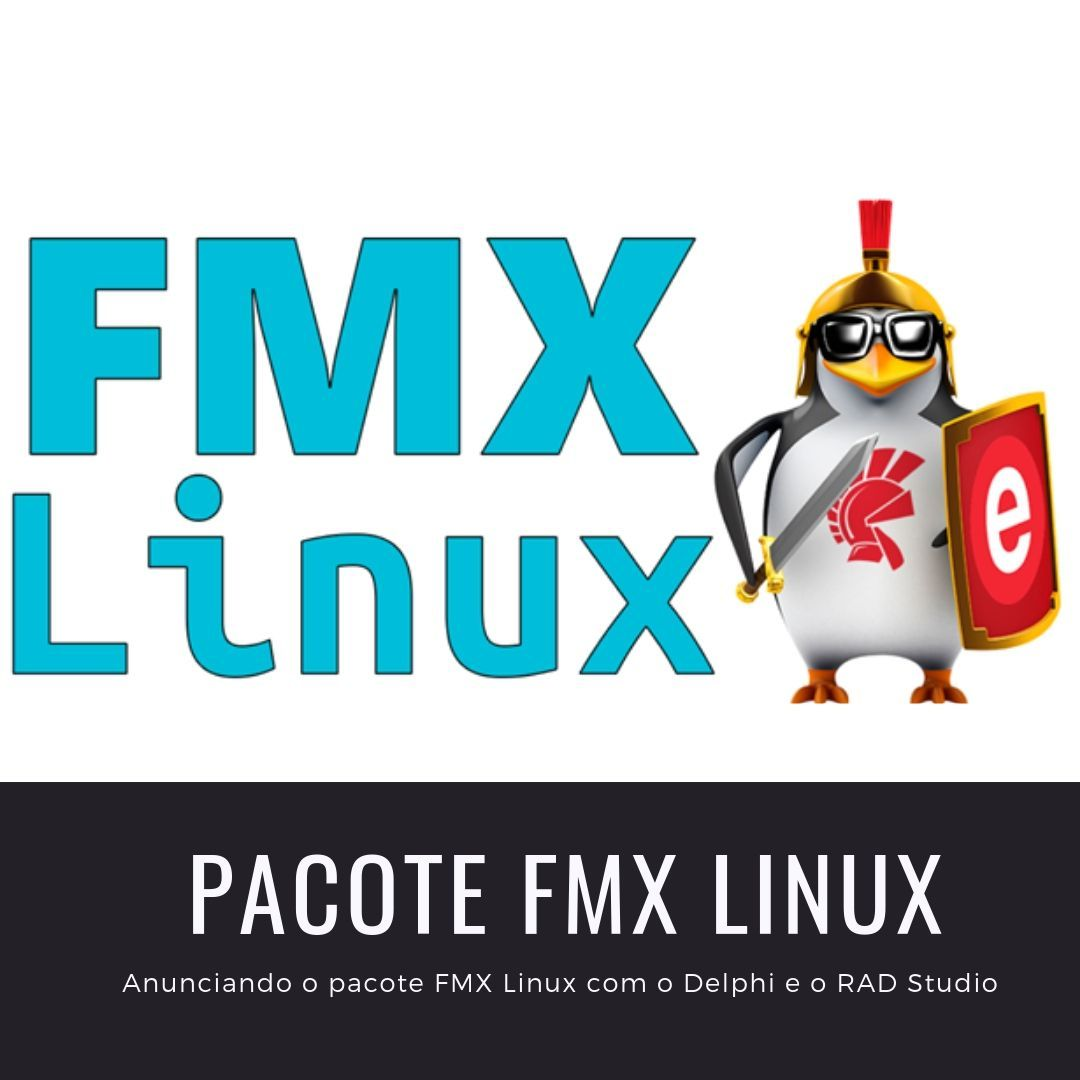 FMX
Linux
e
PACOTE FMX LINUX
Anunciando o pacote FMX Linux com o Delphi e o RAD Studio